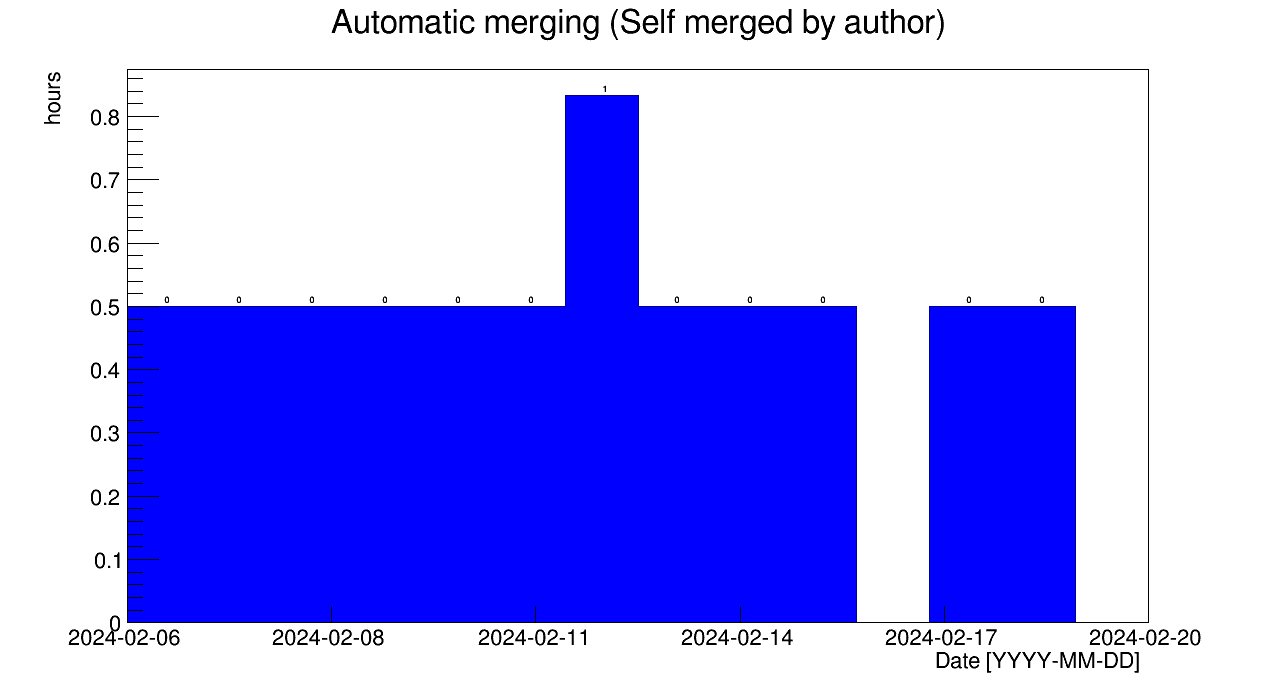 Automatic merging (Self merged by author)
hours
1
0.8
0.7
0.6
0 0 0 0 0 0 0 0 0 0 0
0.5
0.4
0.3
0.2
0.1
0
2024-02-06 2024-02-08 2024-02-11 2024-02-14 2024-02-17 2024-02-20
Date [YYYY-MM-DD]